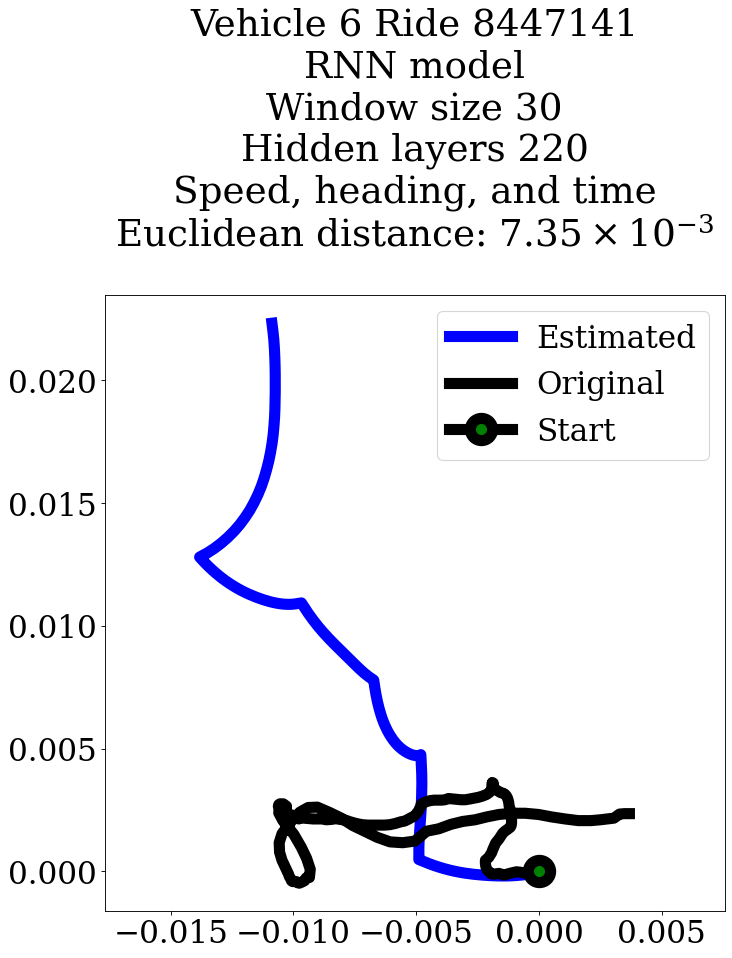 Vehicle 6 Ride 8447141
RNN model
Window size 30
Hidden layers 220
Speed, heading, and time
Euclidean distance: 7.35 × 10⁻³
Estimated
Original
Start
0.020
0.015
0.010
0.005
0.000
−0.015 −0.010 −0.005 0.000 0.005